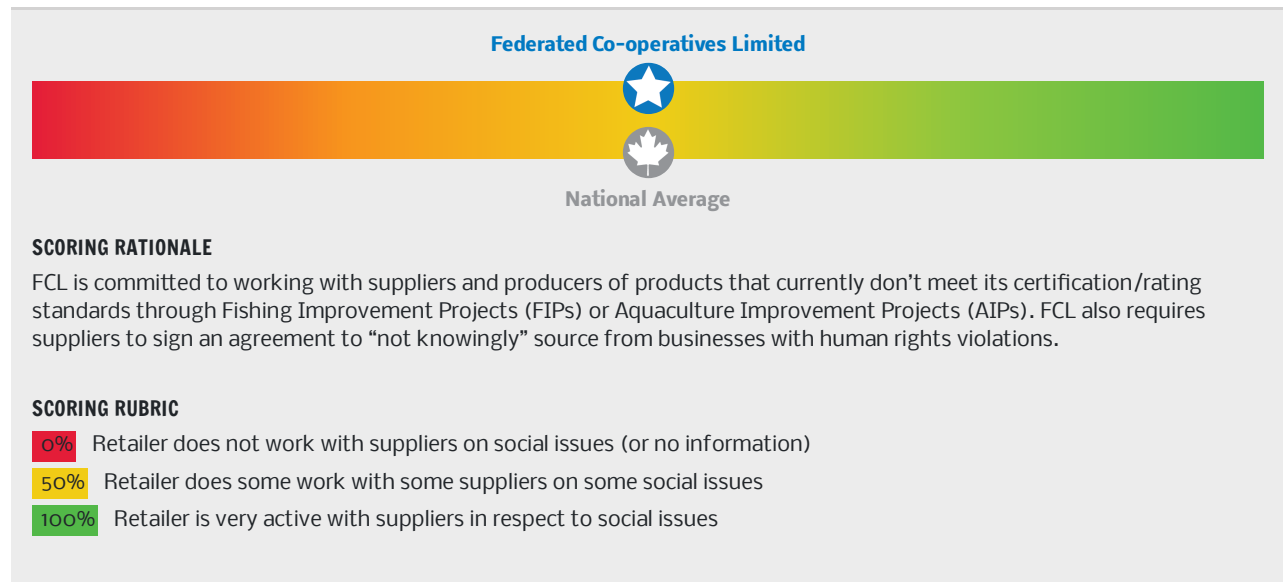 Federated Co-operatives Limited
National Average
SCORING RATIONALE
FCL is committed to working with suppliers and producers of products that currently don’t meet its certification/rating
standards through Fishing Improvement Projects (FIPs) or Aquaculture Improvement Projects (AIPs). FCL also requires
suppliers to sign an agreement to “not knowingly” source from businesses with human rights violations.
SCORING RUBRIC
0% Retailer does not work with suppliers on social issues (or no information)
50% Retailer does some work with some suppliers on some social issues
100% Retailer is very active with suppliers in respect to social issues